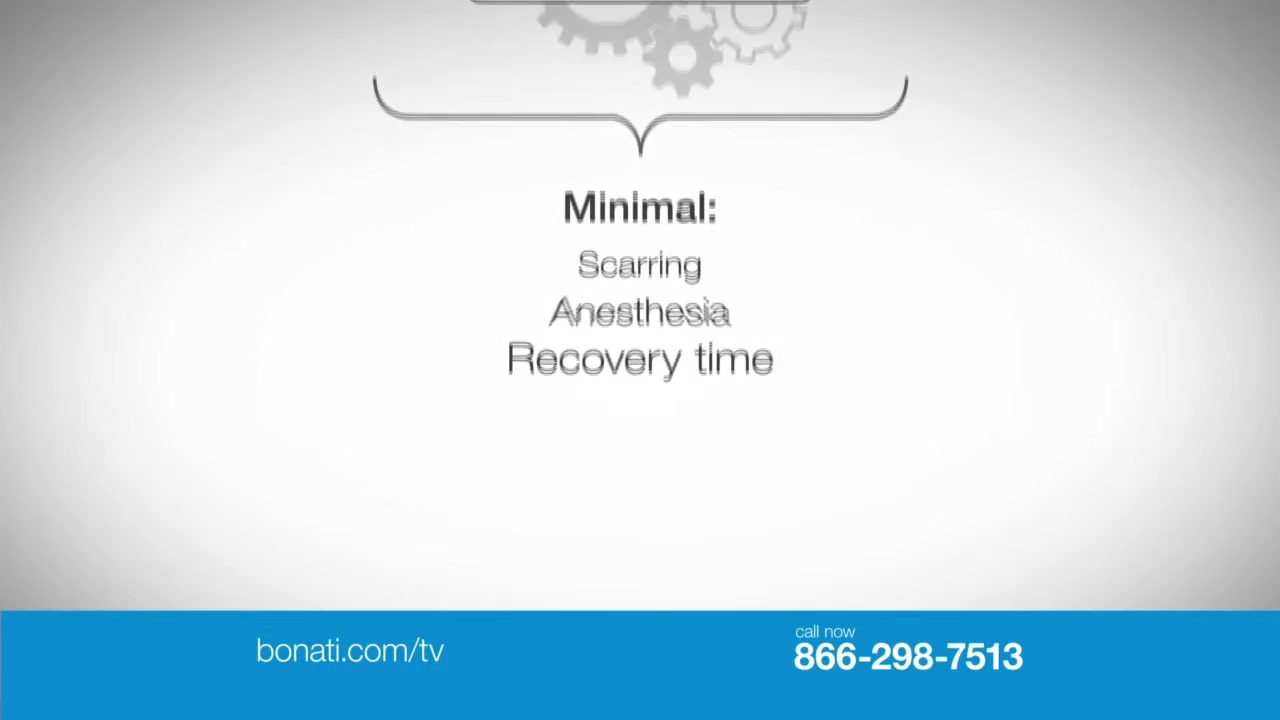 Minimal:
Scarring
Anesthesia
Recovery time
bonati.com/tv
call now
866-298-7513